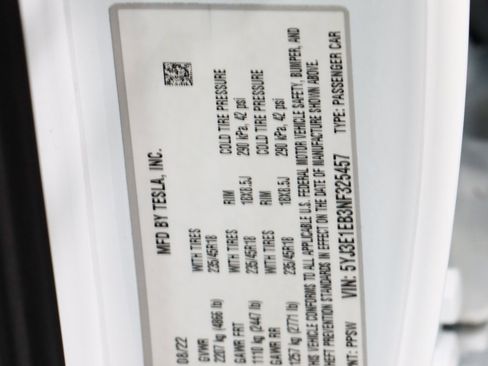 MFD BY TESLA, INC.
08/22
GVWR WITH TIRES RIM COLD TIRE PRESSURE
2207 kg (4866 lb) 235/45R18 18X8.5J 290 kPa, 42 psi
GAWR FRT WITH TIRES RIM COLD TIRE PRESSURE
1110 kg (2447 lb) 235/45R18 18X8.5J 290 kPa, 42 psi
GAWR RR WITH TIRES
1257 kg (2771 lb) 235/45R18
THIS VEHICLE CONFORMS TO ALL APPLICABLE U.S. FEDERAL MOTOR VEHICLE SAFETY, BUMPER, AND
THEFT PREVENTION STANDARDS IN EFFECT ON THE DATE OF MANUFACTURE SHOWN ABOVE.
NT: PPSW VIN: 5YJ3E1EB3NF325457 TYPE: PASSENGER CAR